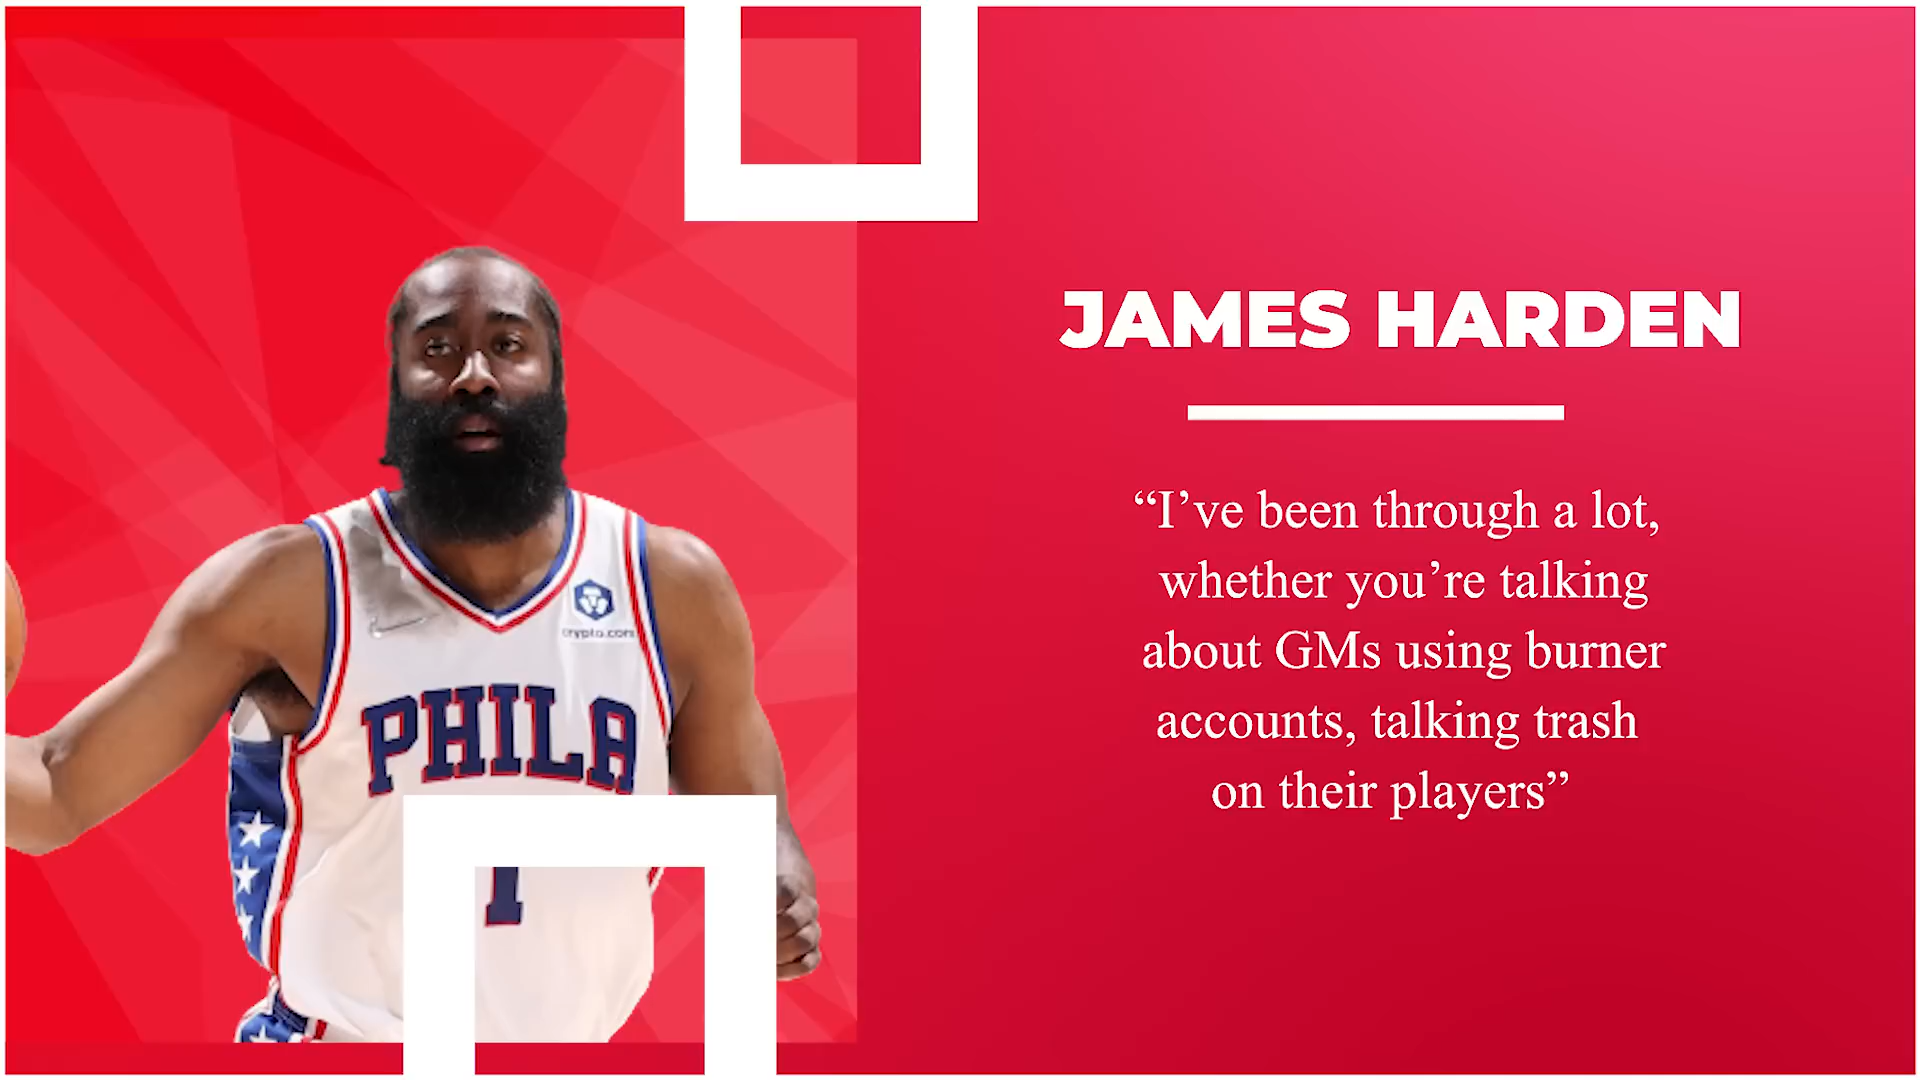 JAMES HARDEN
“I’ve been through a lot,
whether you’re talking
about GMs using burner
accounts, talking trash
on their players”
crypto.com
PHILA
1